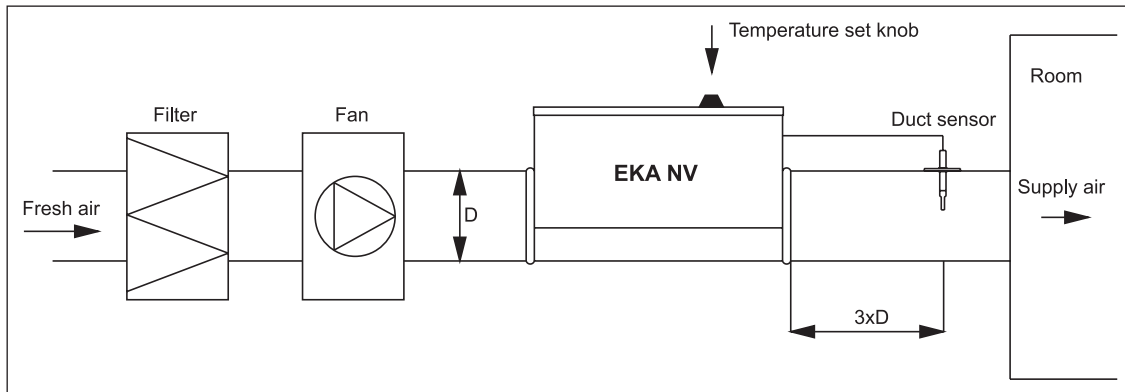 Temperature set knob
Room
Filter
Fan
Duct sensor
EKA NV
Fresh air
D
Supply air
3xD